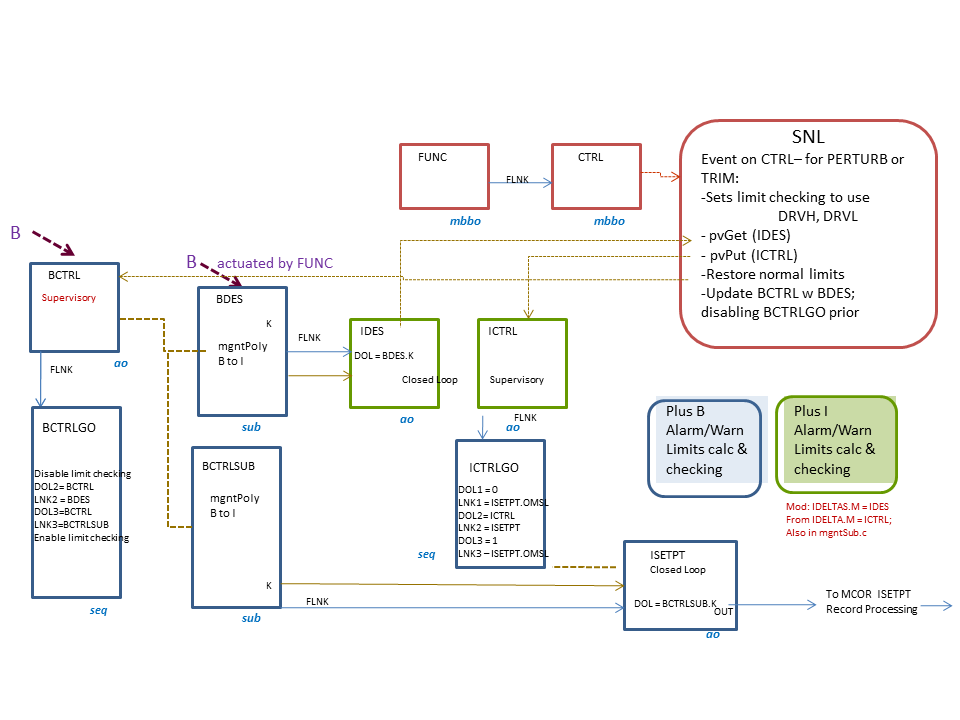 FUNC
FLNK
mbbo
CTRL
mbbo
SNL
Event on CTRL– for PERTURB or
TRIM:
-Sets limit checking to use
DRVH, DRVL
- pvGet (IDES)
- pvPut (ICTRL)
-Restore normal limits
-Update BCTRL w BDES;
disabling BCTRLGO prior
B
BCTRL
Supervisory
ao
FLNK
B actuated by FUNC
BDES
K
mgntPoly
B to I
sub
FLNK
IDES
DOL = BDES.K
Closed Loop
ao
ICTRL
Supervisory
FLNK
ao
BCTRLGO
Disable limit checking
DOL2= BCTRL
LNK2 = BDES
DOL3=BCTRL
LNK3=BCTRLSUB
Enable limit checking
seq
BCTRLSUB
mgntPoly
B to I
K
sub
FLNK
ICTRLGO
DOL1 = 0
LNK1 = ISETPT.OMSL
DOL2= ICTRL
LNK2 = ISETPT
DOL3 = 1
LNK3 – ISETPT.OMSL
seq
Plus B
Alarm/Warn
Limits calc &
checking
Plus I
Alarm/Warn
Limits calc &
checking
Mod: IDELTAS.M = IDES
From IDELTA.M = ICTRL;
Also in mgntSub.c
ISETPT
Closed Loop
DOL = BCTRLSUB.K
OUT
ao
To MCOR ISETPT
Record Processing